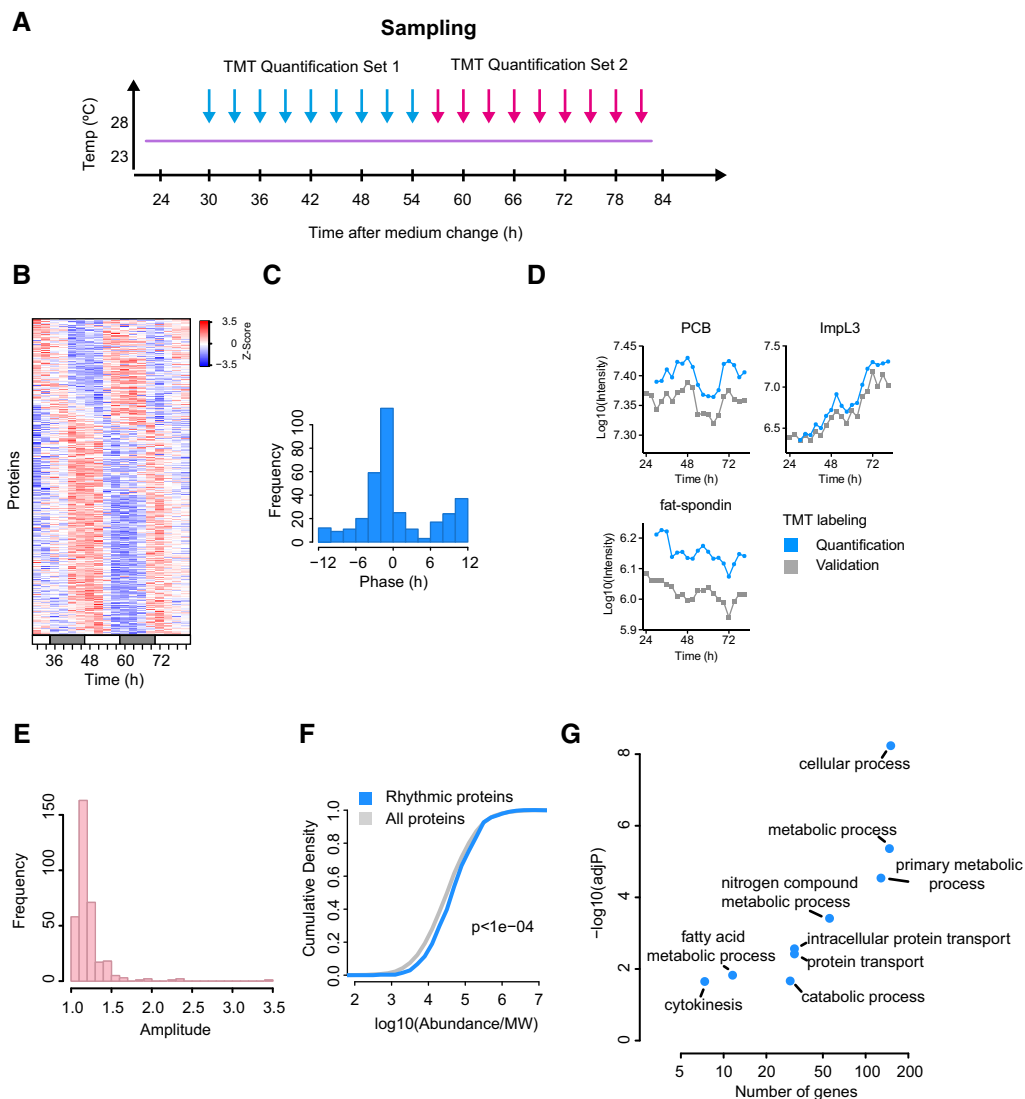 A
Sampling
TMT Quantification Set 1
TMT Quantification Set 2
Temp (ºC)
28
23
24 30 36 42 48 54 60 66 72 78 84
Time after medium change (h)
B
Proteins
3.5
0
−3.5
Z-Score
36 48 60 72
Time (h)
C
Frequency
0 20 40 60 80 100
−12 −6 0 6 12
Phase (h)
D
PCB
Log10(Intensity)
7.45
7.40
7.35
7.30
24 48 72
Time (h)
ImpL3
7.5
7.0
6.5
24 48 72
Time (h)
fat-spondin
Log10(Intensity)
6.2
6.1
6.0
5.9
24 48 72
Time (h)
TMT labeling
Quantification
Validation
E
Frequency
0 50 100 150
1.0 1.5 2.0 2.5 3.0 3.5
Amplitude
F
Rhythmic proteins
All proteins
Cumulative Density
0.0 0.2 0.4 0.6 0.8 1.0
p<1e−04
2 3 4 5 6 7
log10(Abundance/MW)
G
−log10(adjP)
0 2 4 6 8
cellular process
metabolic process
primary metabolic
process
nitrogen compound
metabolic process
intracellular protein transport
protein transport
fatty acid
metabolic process
catabolic process
cytokinesis
5 10 20 50 100 200
Number of genes